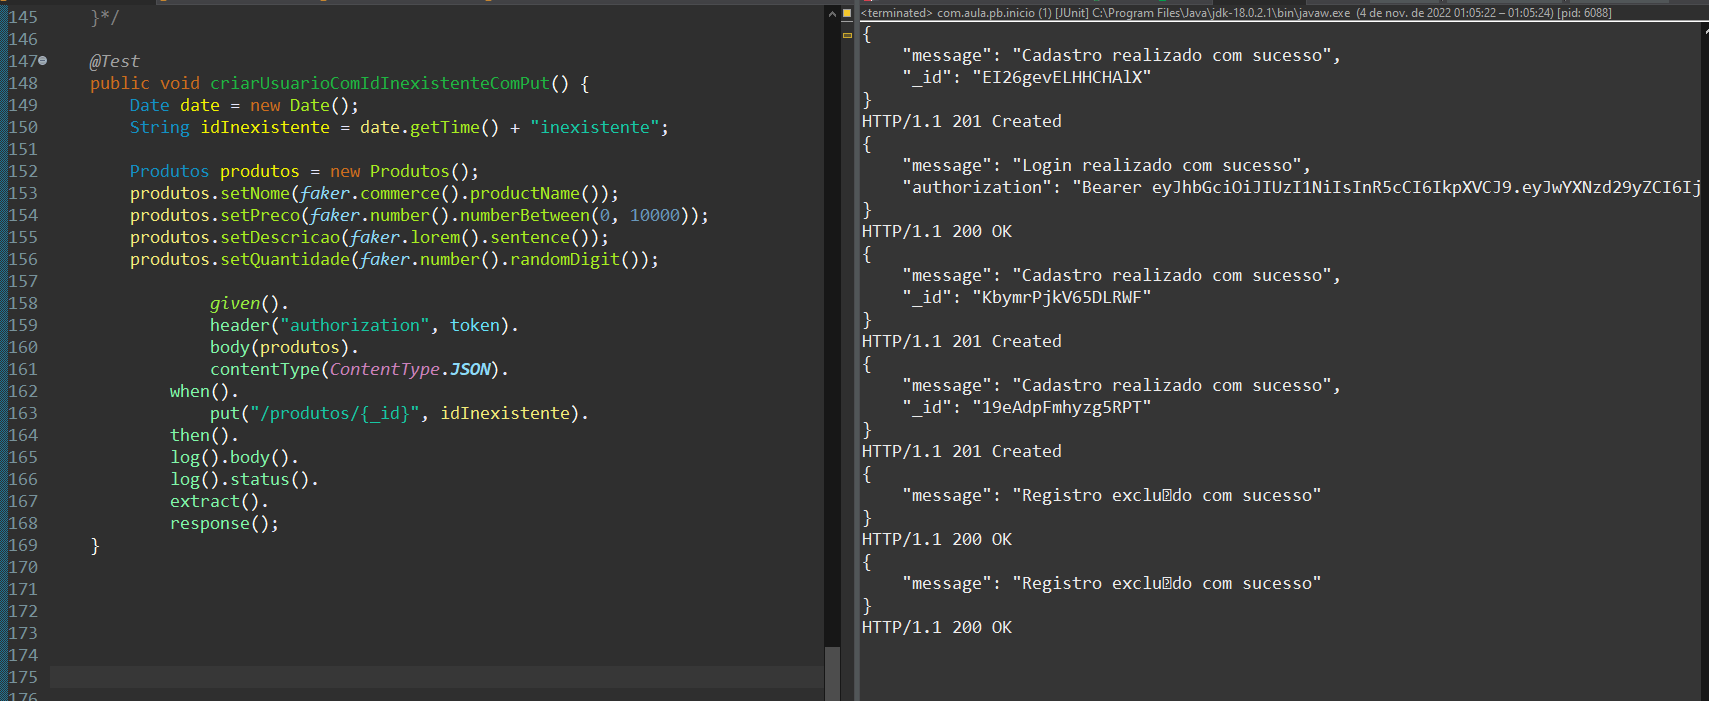 145 }*/
146
147 @Test
148 public void criarUsuarioComIdInexistenteComPut() {
149 Date date = new Date();
150 String idInexistente = date.getTime() + "inexistente";
151
152 Produtos produtos = new Produtos();
153 produtos.setNome(faker.commerce().productName());
154 produtos.setPreco(faker.number().numberBetween(0, 10000));
155 produtos.setDescricao(faker.lorem().sentence());
156 produtos.setQuantidade(faker.number().randomDigit());
157
158 given().
159 header("authorization", token).
160 body(produtos).
161 contentType(ContentType.JSON).
162 when().
163 put("/produtos/{_id}", idInexistente).
164 then().
165 log().body().
166 log().status().
167 extract().
168 response();
169 }
170
171
172
173
174
175
176
<terminated> com.aula.pb.inicio (1) [JUnit] C:\Program Files\Java\jdk-18.0.2.1\bin\javaw.exe (4 de nov. de 2022 01:05:22 – 01:05:24) [pid: 6088]
{
"message": "Cadastro realizado com sucesso",
"_id": "EI26gevELHHCHAlX"
}
HTTP/1.1 201 Created
{
"message": "Login realizado com sucesso",
"authorization": "Bearer eyJhbGciOiJIUzI1NiIsInR5cCI6IkpXVCJ9.eyJwYXNzd29yZCI6Ij
}
HTTP/1.1 200 OK
{
"message": "Cadastro realizado com sucesso",
"_id": "KbymrPjkV65DLRWF"
}
HTTP/1.1 201 Created
{
"message": "Cadastro realizado com sucesso",
"_id": "19eAdpFmhyzg5RPT"
}
HTTP/1.1 201 Created
{
"message": "Registro exclu�do com sucesso"
}
HTTP/1.1 200 OK
{
"message": "Registro exclu�do com sucesso"
}
HTTP/1.1 200 OK